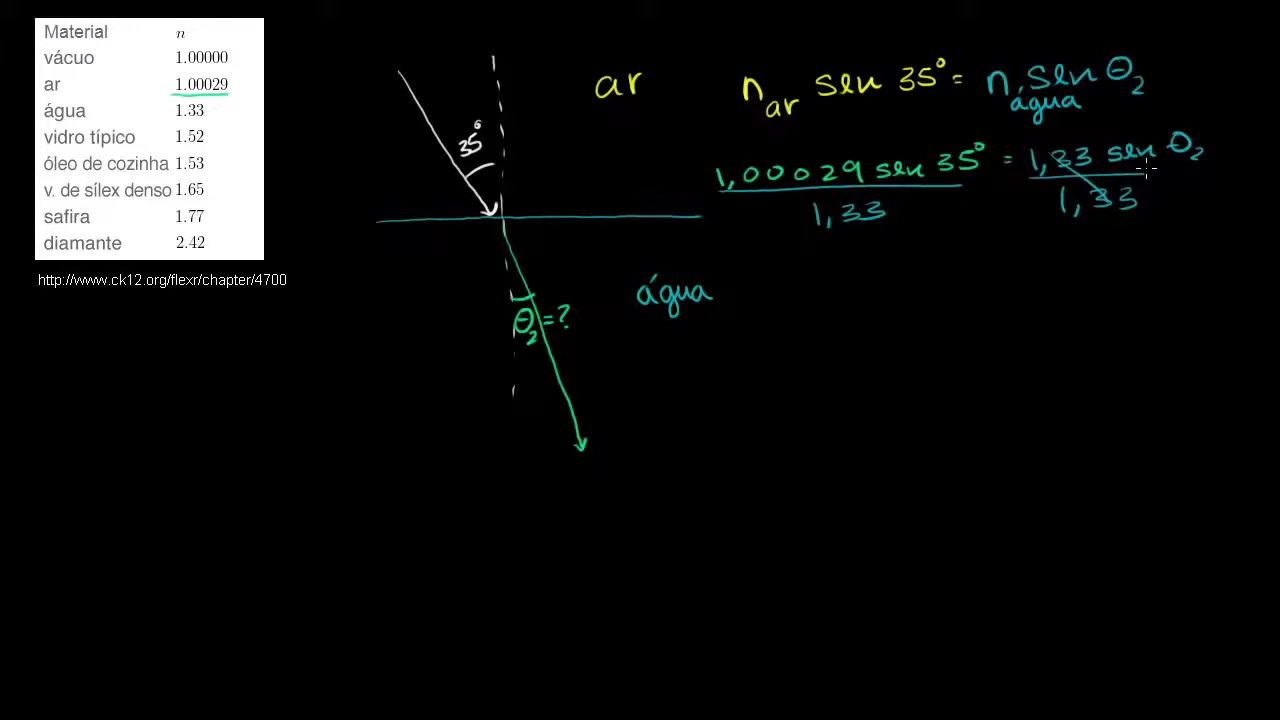 Material n
vácuo 1.00000
ar 1.00029
água 1.33
vidro típico 1.52
óleo de cozinha 1.53
v. de sílex denso 1.65
safira 1.77
diamante 2.42
http://www.ck12.org/flexr/chapter/4700
35°
ar
água
θ₂=?
n ar sen 35° = n água sen θ₂
1,00029 sen 35° = 1,33 sen θ₂
1,33 1,33